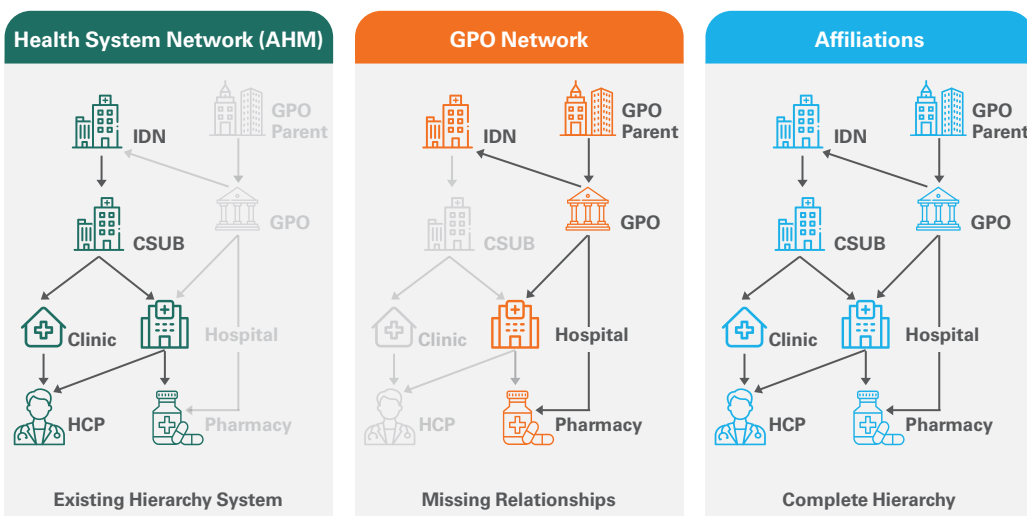 Health System Network (AHM)
IDN
GPO
Parent
CSUB
GPO
Clinic
Hospital
HCP
Pharmacy
Existing Hierarchy System
GPO Network
IDN
GPO
Parent
CSUB
GPO
Clinic
Hospital
HCP
Pharmacy
Missing Relationships
Affiliations
IDN
GPO
Parent
CSUB
GPO
Clinic
Hospital
HCP
Pharmacy
Complete Hierarchy